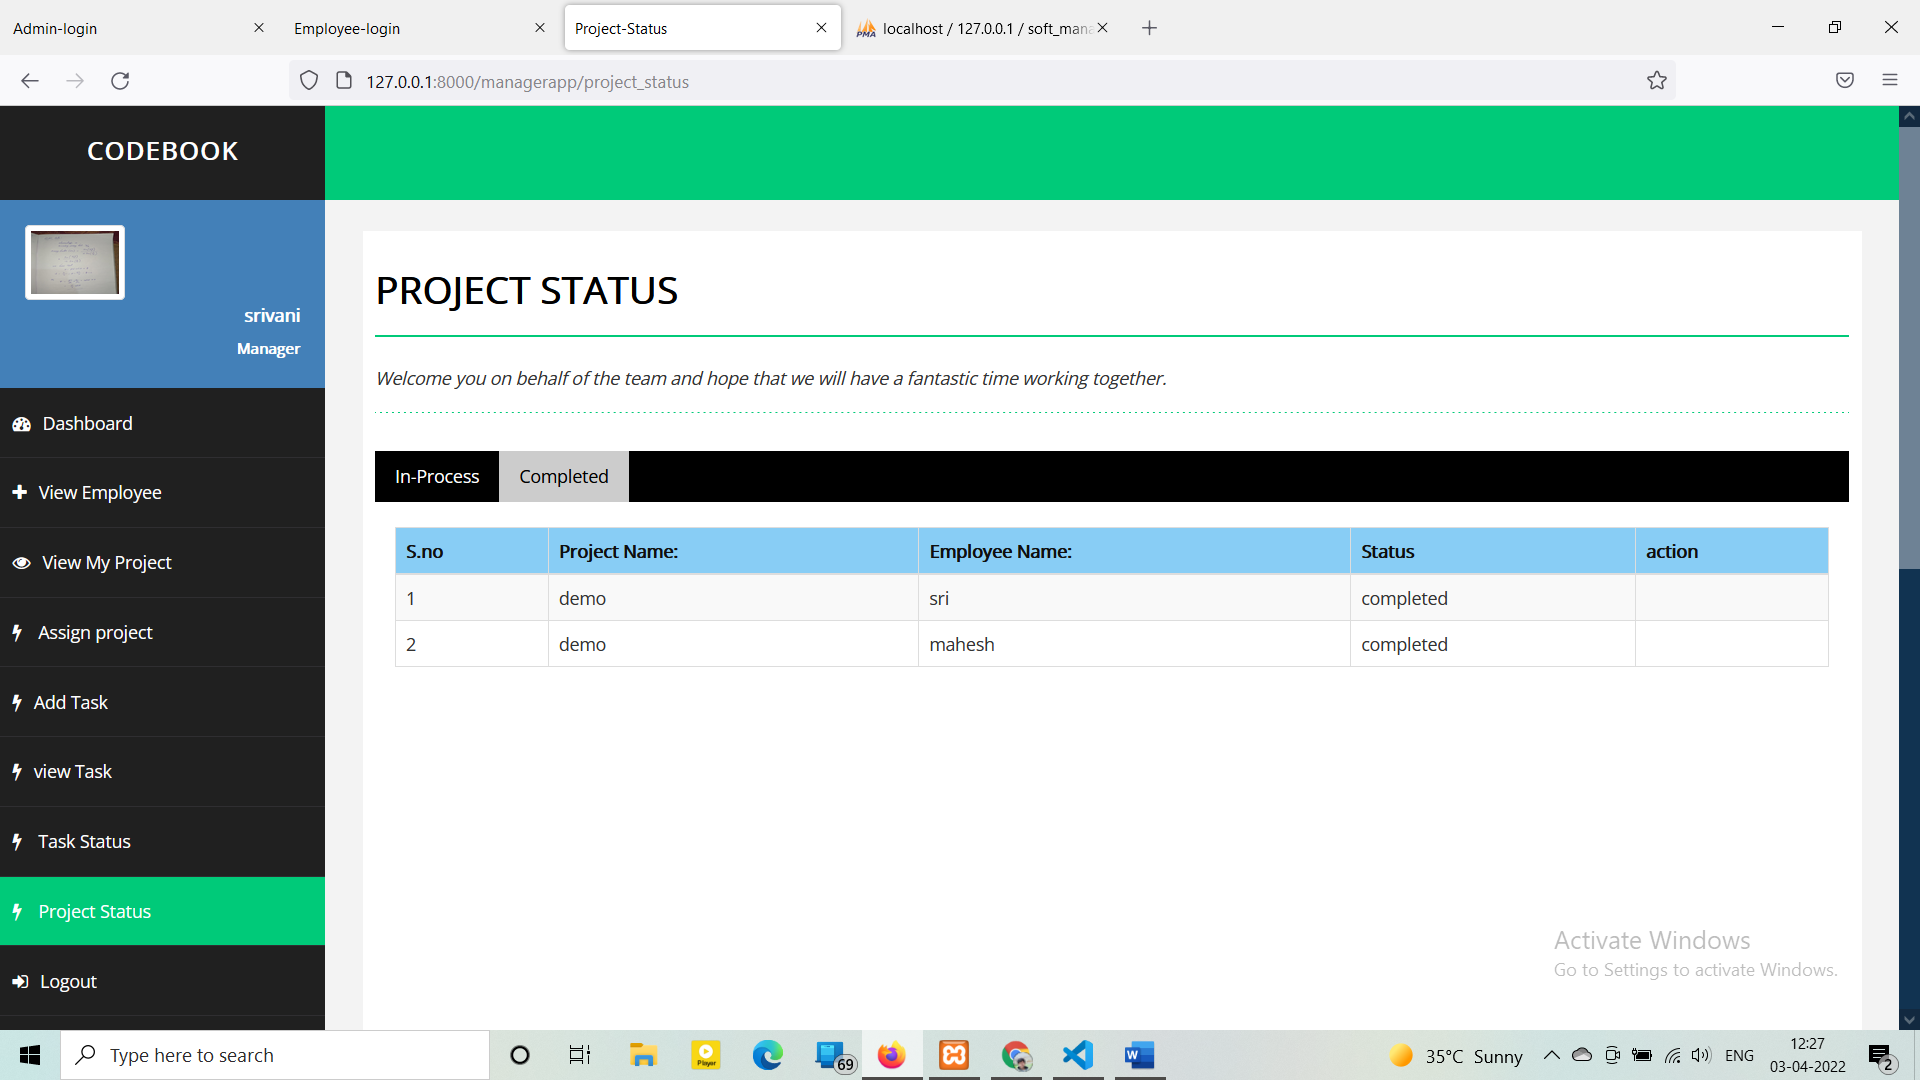 Admin-login
Employee-login
Project-Status
localhost / 127.0.0.1 / soft_mana
127.0.0.1:8000/managerapp/project_status
CODEBOOK
srivani
Manager
Dashboard
View Employee
View My Project
Assign project
Add Task
view Task
Task Status
Project Status
Logout
PROJECT STATUS
Welcome you on behalf of the team and hope that we will have a fantastic time working together.
In-Process Completed
S.no Project Name: Employee Name: Status action
1 demo sri completed
2 demo mahesh completed
Activate Windows
Go to Settings to activate Windows.
Type here to search
Player
69
35°C Sunny
ENG
12:27
03-04-2022
2